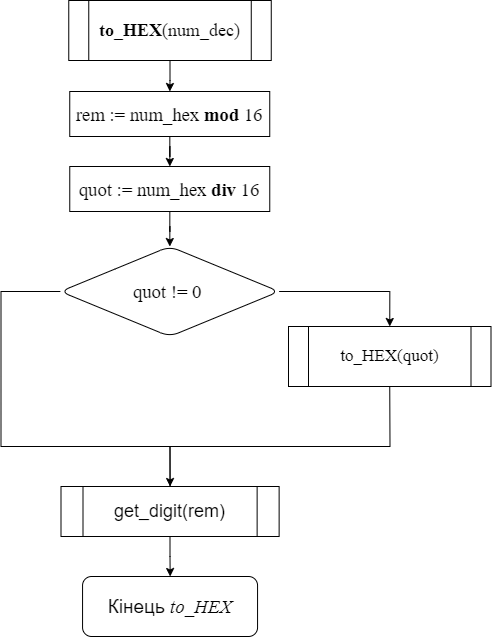 to_HEX(num_dec)
rem := num_hex mod 16
quot := num_hex div 16
quot != 0
to_HEX(quot)
get_digit(rem)
Кінець to_HEX